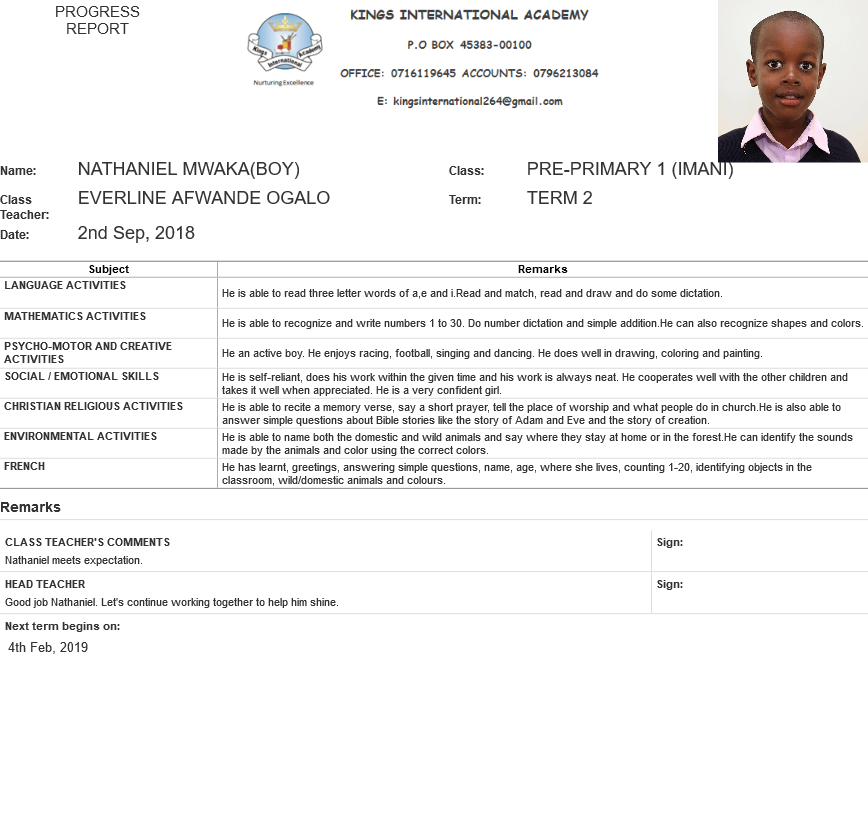 PROGRESS
REPORT
Kings International Academy
Nurturing Excellence
KINGS INTERNATIONAL ACADEMY
P.O BOX 45383-00100
OFFICE: 0716119645 ACCOUNTS: 0796213084
E: kingsinternational264@gmail.com
Name: NATHANIEL MWAKA(BOY) Class: PRE-PRIMARY 1 (IMANI)
Class Teacher: EVERLINE AFWANDE OGALO Term: TERM 2
Date: 2nd Sep, 2018
Subject Remarks
LANGUAGE ACTIVITIES
He is able to read three letter words of a,e and i.Read and match, read and draw and do some dictation.
MATHEMATICS ACTIVITIES
He is able to recognize and write numbers 1 to 30. Do number dictation and simple addition.He can also recognize shapes and colors.
PSYCHO-MOTOR AND CREATIVE
ACTIVITIES
He an active boy. He enjoys racing, football, singing and dancing. He does well in drawing, coloring and painting.
SOCIAL / EMOTIONAL SKILLS
He is self-reliant, does his work within the given time and his work is always neat. He cooperates well with the other children and
takes it well when appreciated. He is a very confident girl.
CHRISTIAN RELIGIOUS ACTIVITIES
He is able to recite a memory verse, say a short prayer, tell the place of worship and what people do in church.He is also able to
answer simple questions about Bible stories like the story of Adam and Eve and the story of creation.
ENVIRONMENTAL ACTIVITIES
He is able to name both the domestic and wild animals and say where they stay at home or in the forest.He can identify the sounds
made by the animals and color using the correct colors.
FRENCH
He has learnt, greetings, answering simple questions, name, age, where she lives, counting 1-20, identifying objects in the
classroom, wild/domestic animals and colours.
Remarks
CLASS TEACHER'S COMMENTS
Nathaniel meets expectation.
Sign:
HEAD TEACHER
Good job Nathaniel. Let's continue working together to help him shine.
Sign:
Next term begins on:
4th Feb, 2019